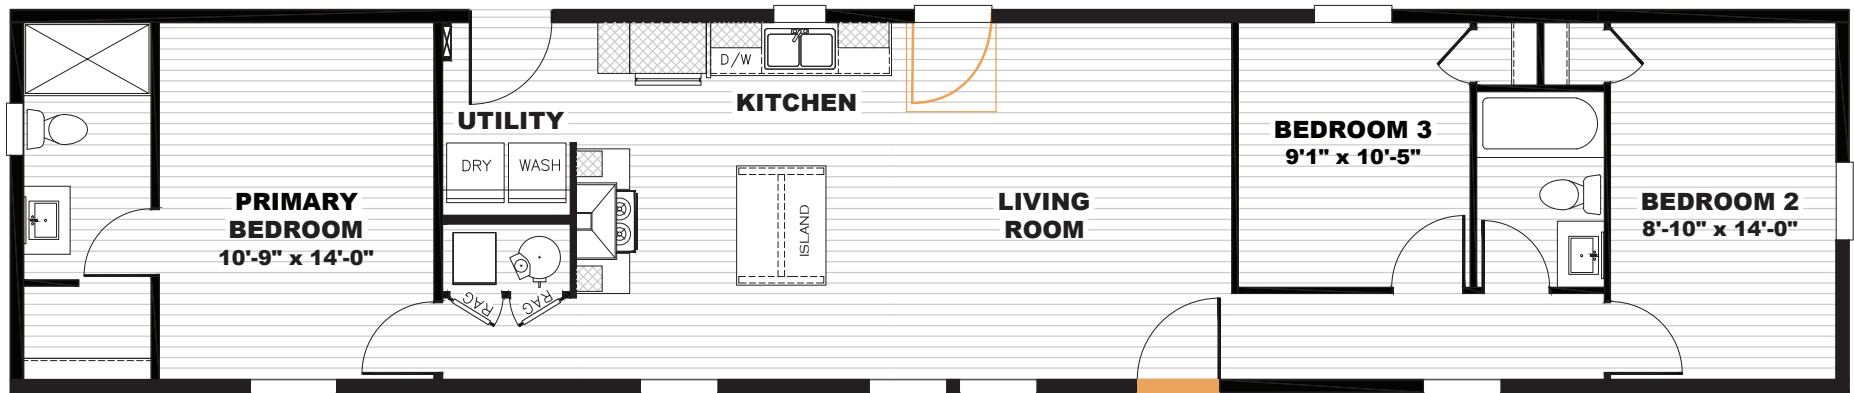 PRIMARY
BEDROOM
10'-9" x 14'-0"
UTILITY
DRY
WASH
RAG
RAG
KITCHEN
D/W
ISLAND
LIVING
ROOM
BEDROOM 3
9'1" x 10'-5"
BEDROOM 2
8'-10" x 14'-0"